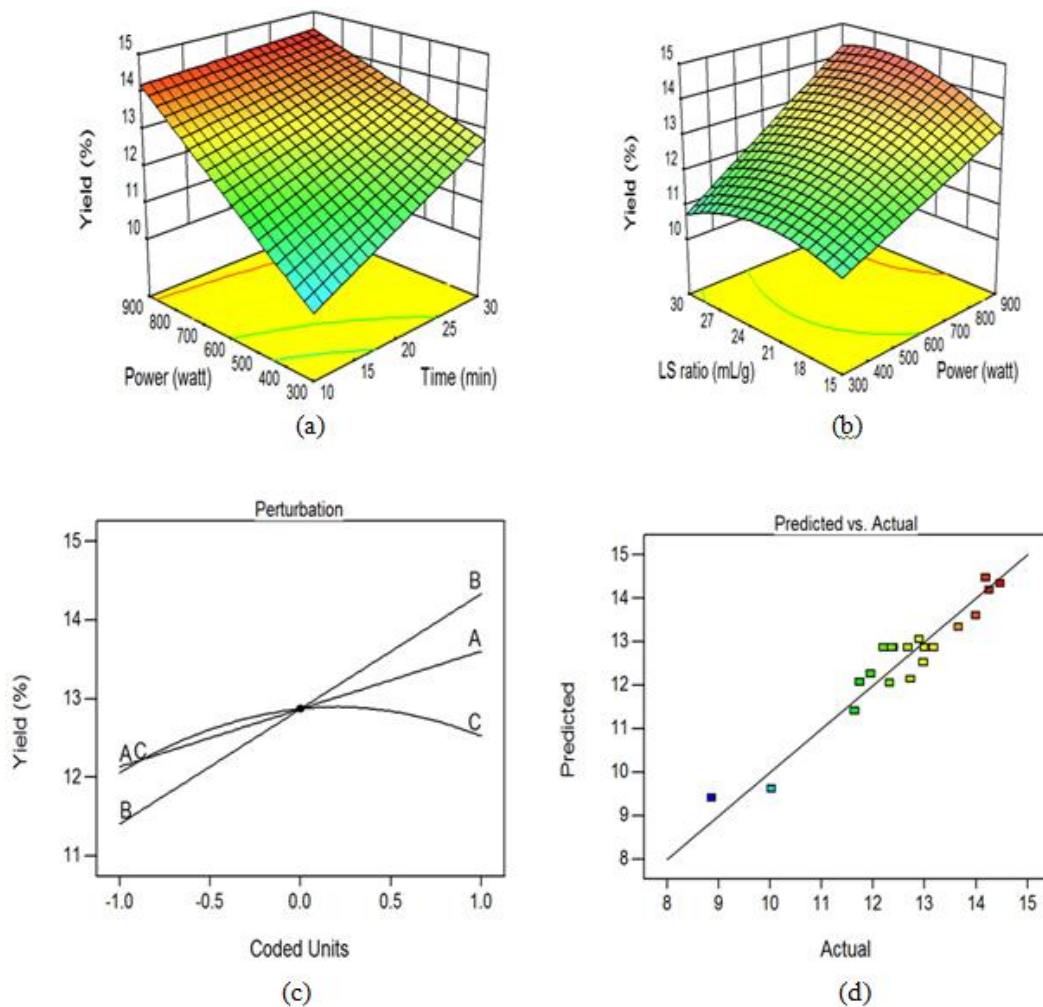 15
14
13
12
11
10
Yield (%)
900
800
700
600
500
400
300
Power (watt)
10
15
20
25
30
Time (min)
(a)
15
14
13
12
11
10
Yield (%)
30
27
24
21
18
15
LS ratio (mL/g)
300
400
500
600
700
800
900
Power (watt)
(b)
Perturbation
15
14
13
12
11
Yield (%)
B
A
C
A
C
B
-1.0
-0.5
0.0
0.5
1.0
Coded Units
(c)
Predicted vs. Actual
15
14
13
12
11
10
9
8
Predicted
8
9
10
11
12
13
14
15
Actual
(d)